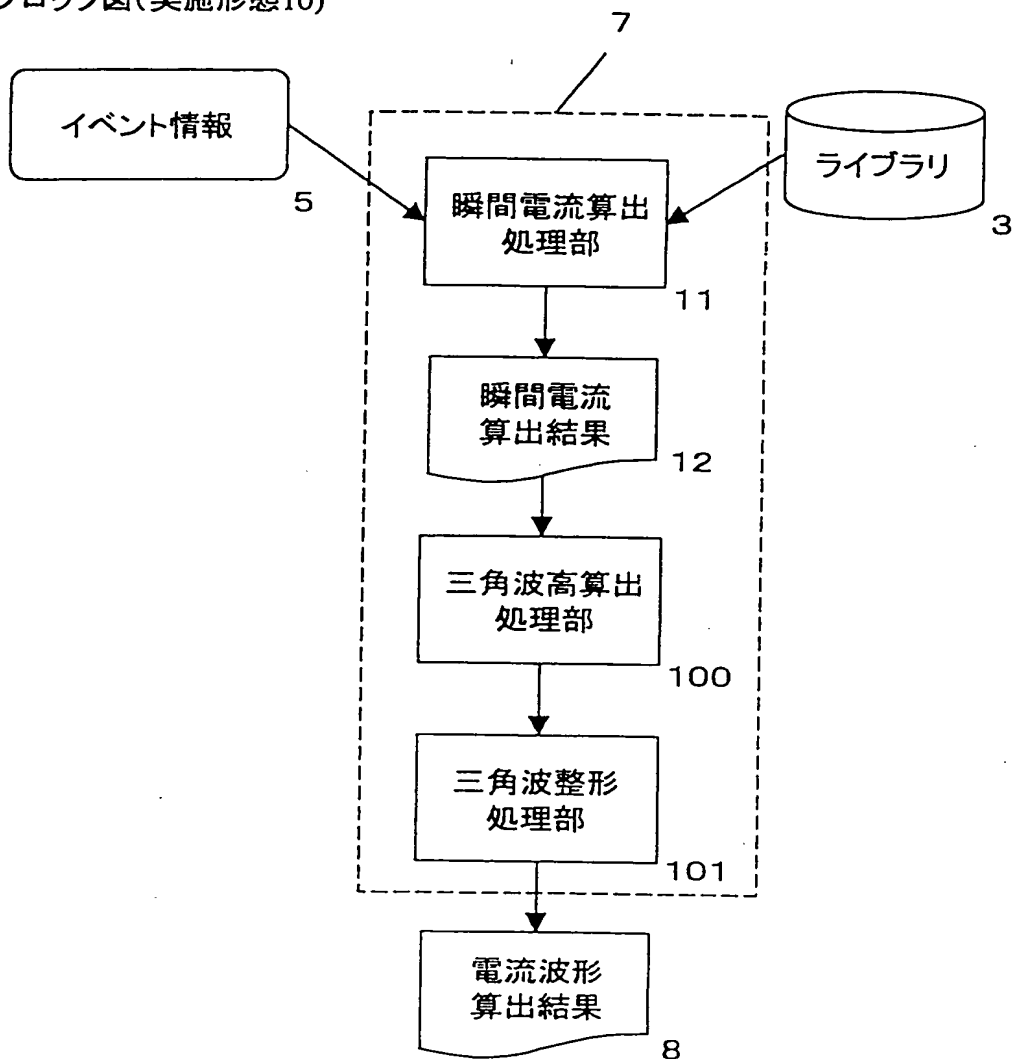 ブロック図(実施形態10)
7
イベント情報
5
ライブラリ
3
瞬間電流算出
処理部
11
瞬間電流
算出結果
12
三角波高算出
処理部
100
三角波整形
処理部
101
電流波形
算出結果
8